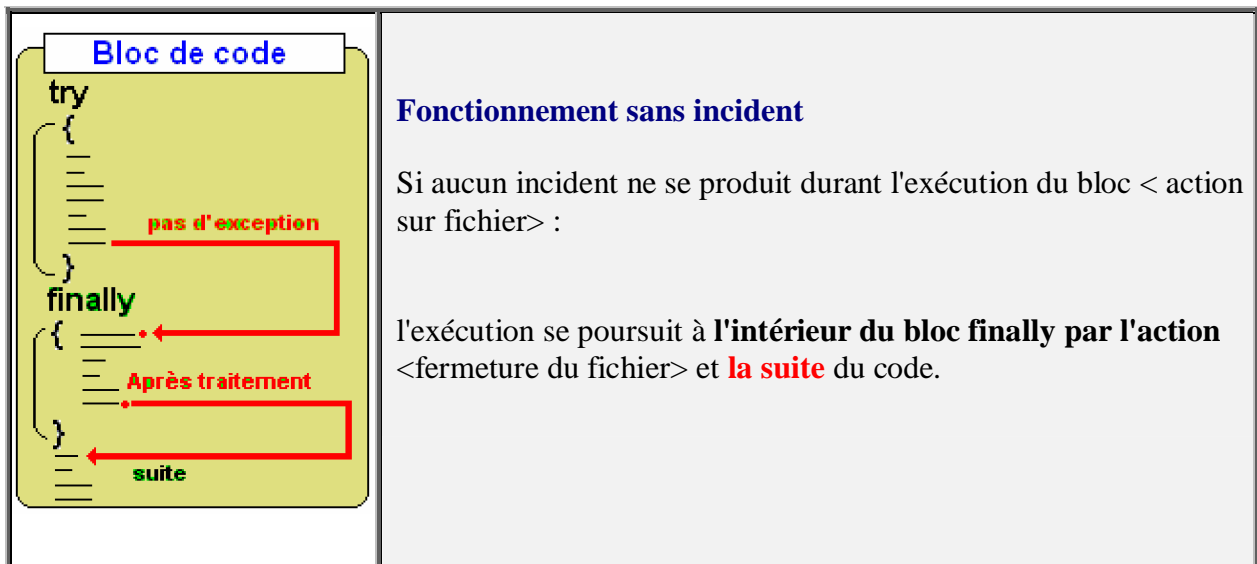 Bloc de code
try
{
pas d'exception
}
finally
{
Après traitement
}
suite
Fonctionnement sans incident
Si aucun incident ne se produit durant l'exécution du bloc < action
sur fichier> :
l'exécution se poursuit à l'intérieur du bloc finally par l'action
<fermeture du fichier> et la suite du code.